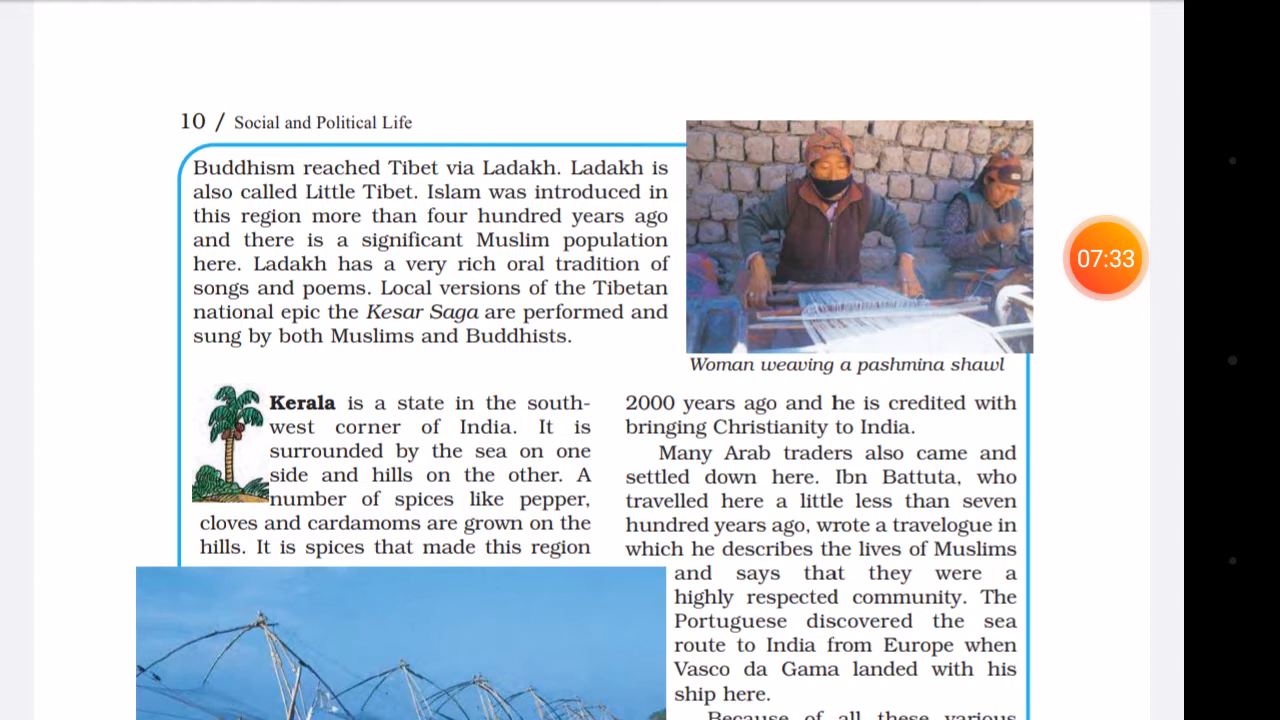 10 / Social and Political Life
Buddhism reached Tibet via Ladakh. Ladakh is
also called Little Tibet. Islam was introduced in
this region more than four hundred years ago
and there is a significant Muslim population
here. Ladakh has a very rich oral tradition of
songs and poems. Local versions of the Tibetan
national epic the Kesar Saga are performed and
sung by both Muslims and Buddhists.
Woman weaving a pashmina shawl
Kerala is a state in the south-
west corner of India. It is
surrounded by the sea on one
side and hills on the other. A
number of spices like pepper,
cloves and cardamoms are grown on the
hills. It is spices that made this region
2000 years ago and he is credited with
bringing Christianity to India.
Many Arab traders also came and
settled down here. Ibn Battuta, who
travelled here a little less than seven
hundred years ago, wrote a travelogue in
which he describes the lives of Muslims
and says that they were a
highly respected community. The
Portuguese discovered the sea
route to India from Europe when
Vasco da Gama landed with his
ship here.
Because of all these various
07:33